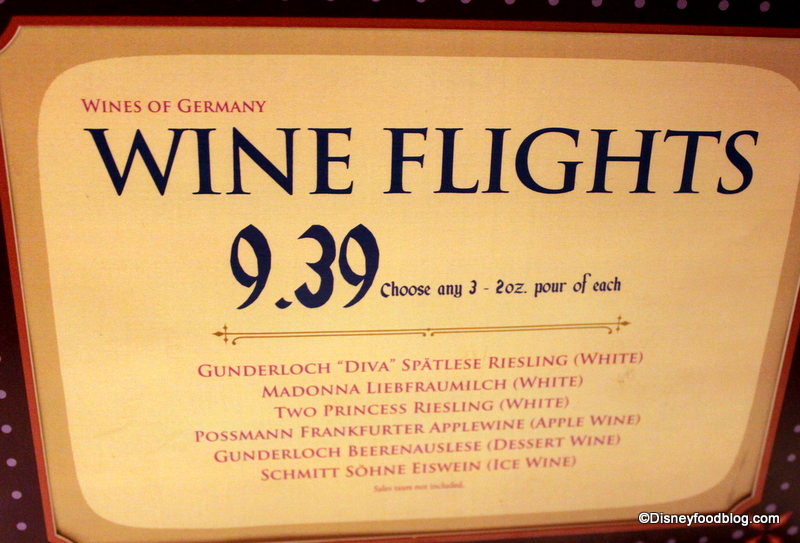 WINES OF GERMANY
WINE FLIGHTS
9.39 Choose any 3 - 2oz. pour of each
GUNDERLOCH “DIVA” SPÄTLESE RIESLING (WHITE)
MADONNA LIEBFRAUMILCH (WHITE)
TWO PRINCESS RIESLING (WHITE)
POSSMANN FRANKFURTER APPLEWINE (APPLE WINE)
GUNDERLOCH BEERENAUSLESE (DESSERT WINE)
SCHMITT SÖHNE EISWEIN (ICE WINE)
Sales taxes not included.
©Disneyfoodblog.com